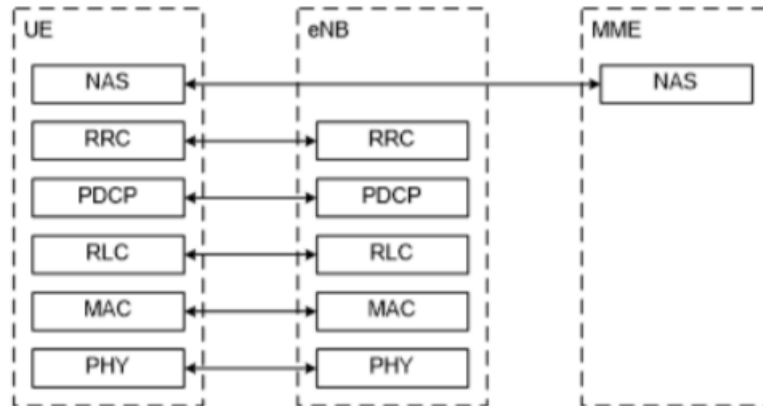 UE eNB MME
NAS NAS
RRC RRC
PDCP PDCP
RLC RLC
MAC MAC
PHY PHY